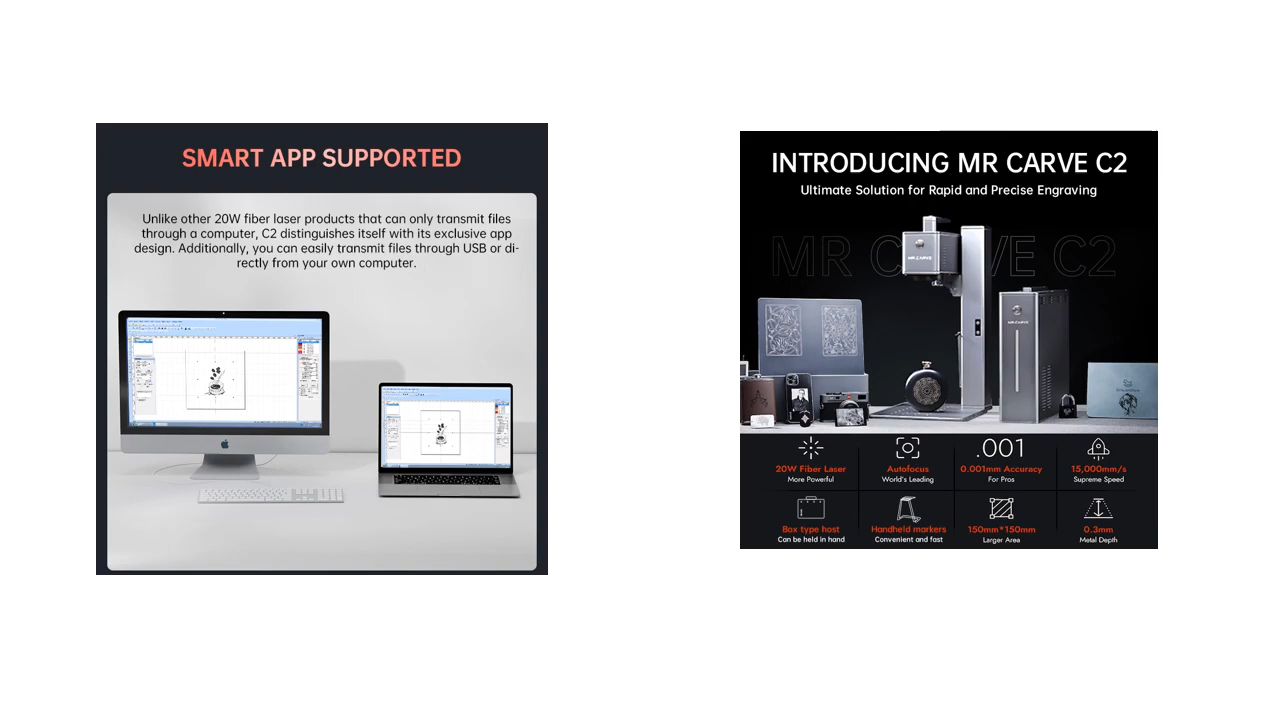 SMART APP SUPPORTED
Unlike other 20W fiber laser products that can only transmit files
through a computer, C2 distinguishes itself with its exclusive app
design. Additionally, you can easily transmit files through USB or di-
rectly from your own computer.
INTRODUCING MR CARVE C2
Ultimate Solution for Rapid and Precise Engraving
MR CARVE C2
MR.CARVE
MR.CARVE
.001
20W Fiber Laser
More Powerful
Autofocus
World's Leading
0.001mm Accuracy
For Pros
15,000mm/s
Supreme Speed
Box type host
Can be held in hand
Handheld markers
Convenient and fast
150mm*150mm
Larger Area
0.3mm
Metal Depth